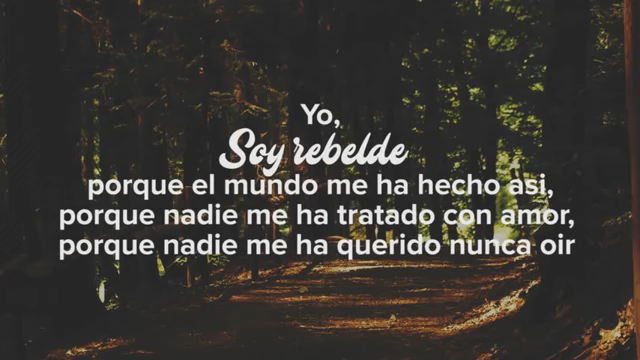 Yo,
Soy rebelde
porque el mundo me ha hecho asi,
porque nadie me ha tratado con amor,
porque nadie me ha querido nunca oir